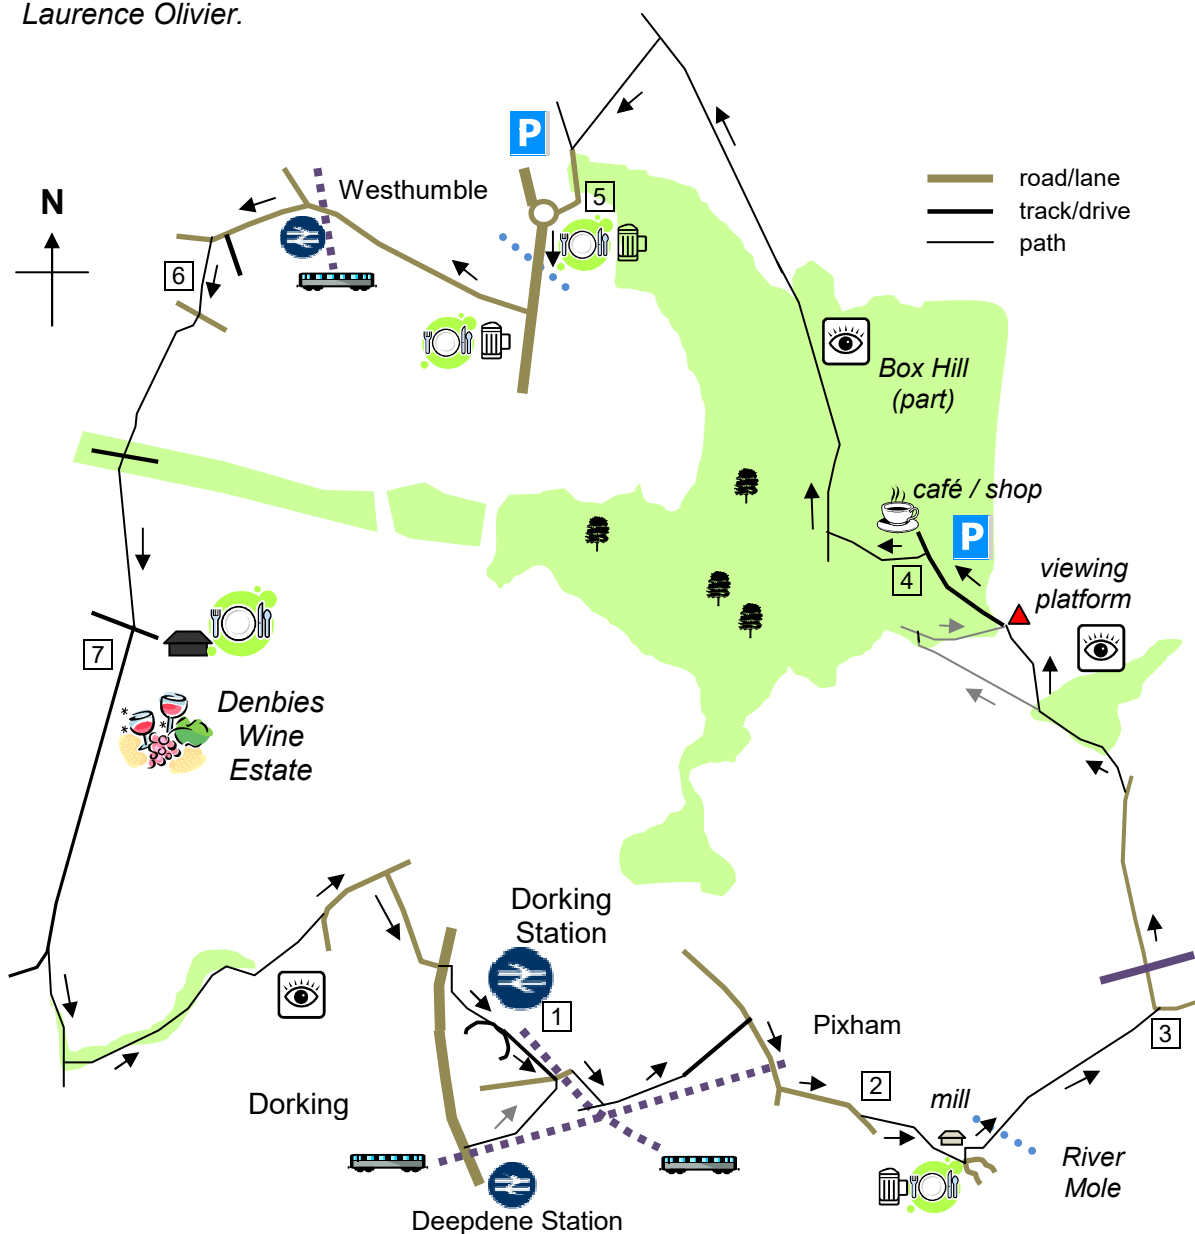 Laurence Olivier.
P
Westhumble
5
road/lane
track/drive
path
N
6
Box Hill
(part)
café / shop
P
4
viewing
platform
7
Denbies
Wine
Estate
Dorking
Station
1
Pixham
3
2
Dorking
mill
River
Mole
Deepdene Station